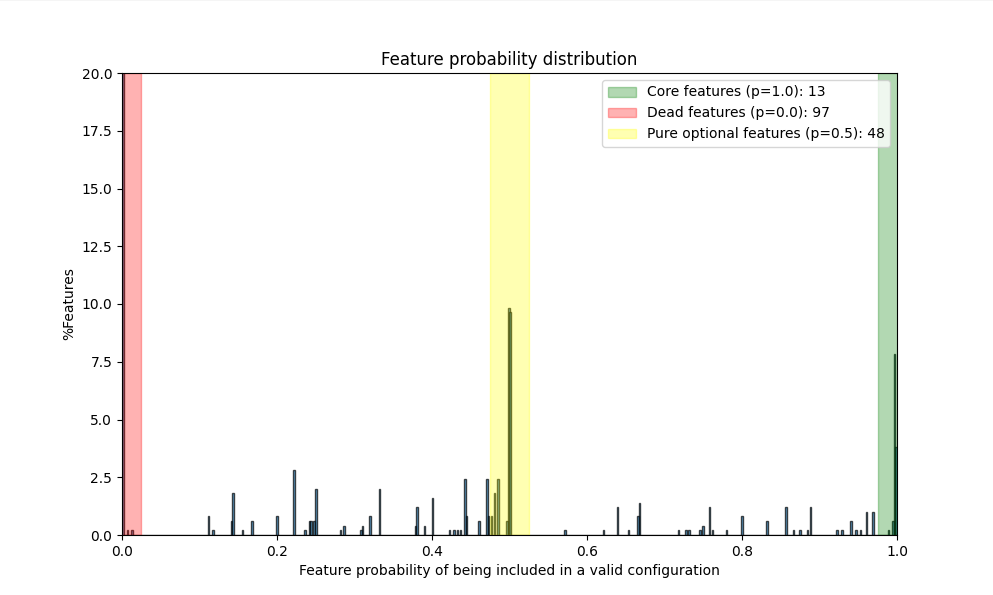 Feature probability distribution
Core features (p=1.0): 13
Dead features (p=0.0): 97
Pure optional features (p=0.5): 48
20.0
17.5
15.0
12.5
10.0
7.5
5.0
2.5
0.0
%Features
0.0 0.2 0.4 0.6 0.8 1.0
Feature probability of being included in a valid configuration